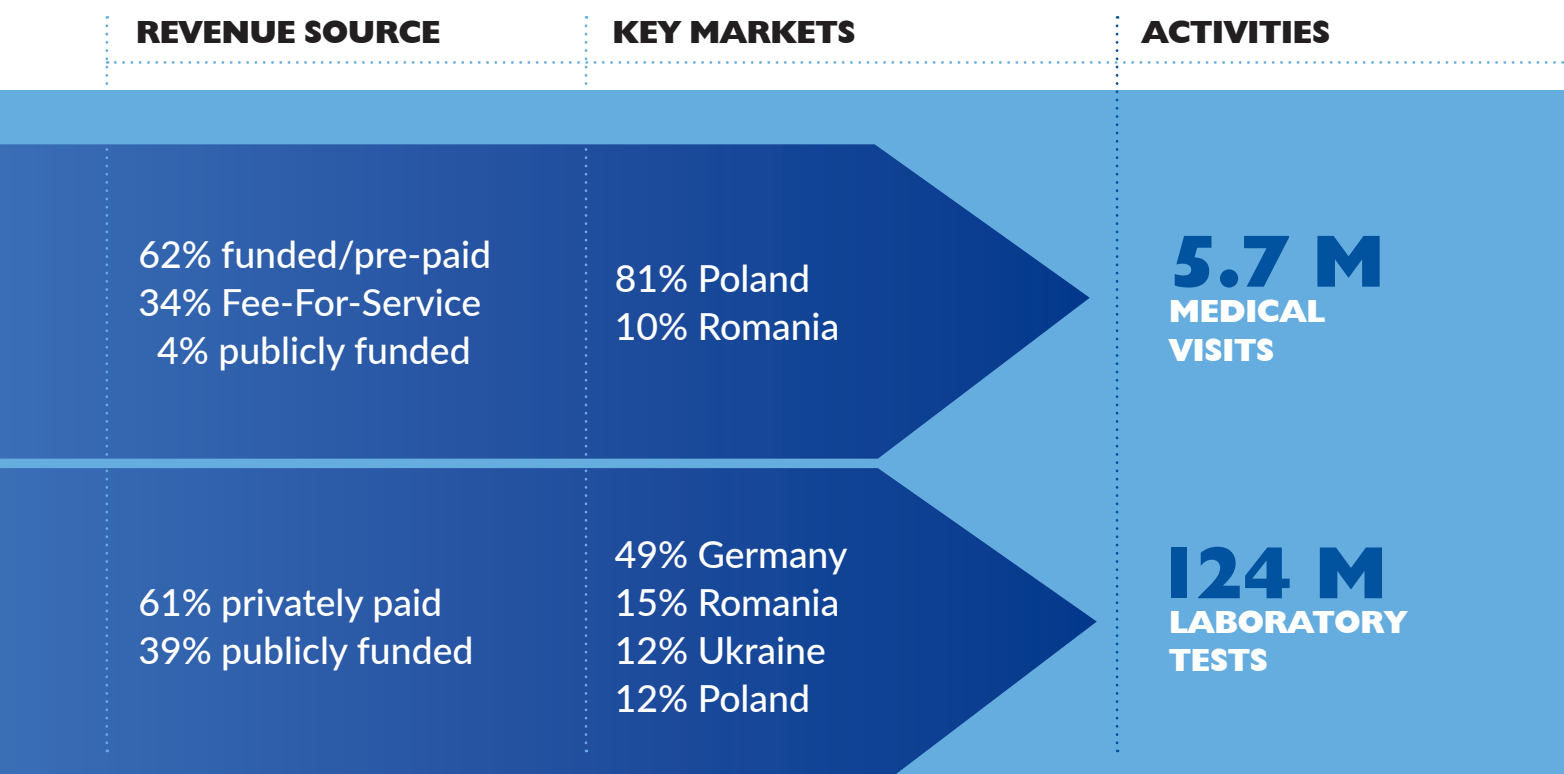 REVENUE SOURCE
KEY MARKETS
ACTIVITIES
62% funded/pre-paid
34% Fee-For-Service
4% publicly funded
81% Poland
10% Romania
5.7 M
MEDICAL
VISITS
61% privately paid
39% publicly funded
49% Germany
15% Romania
12% Ukraine
12% Poland
124 M
LABORATORY
TESTS